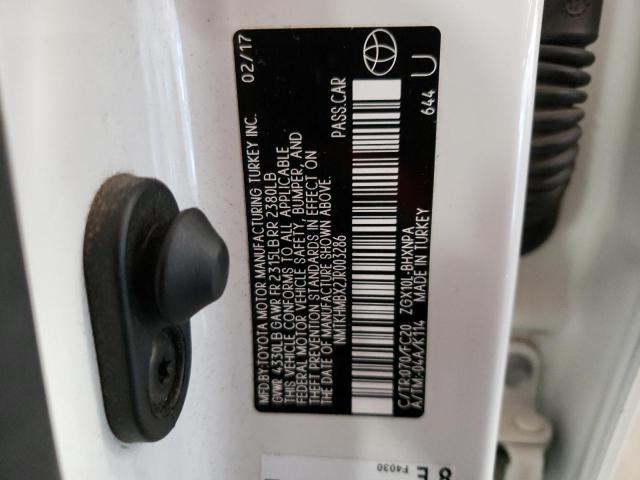 MFD.BY:TOYOTA MOTOR MANUFACTURING TURKEY INC. 02/17
GVWR 4330LB GAWR FR 2315LB RR 2380LB
THIS VEHICLE CONFORMS TO ALL APPLICABLE
FEDERAL MOTOR VEHICLE SAFETY, BUMPER, AND
THEFT PREVENTION STANDARDS IN EFFECT ON
THE DATE OF MANUFACTURE SHOWN ABOVE.
NMTKHMBX2JR003286 PASS.CAR
C/TR:070/FC20 ZGX10L-BHXNPA
A/TM:-04A/K114 MADE IN TURKEY
644 U
F4030